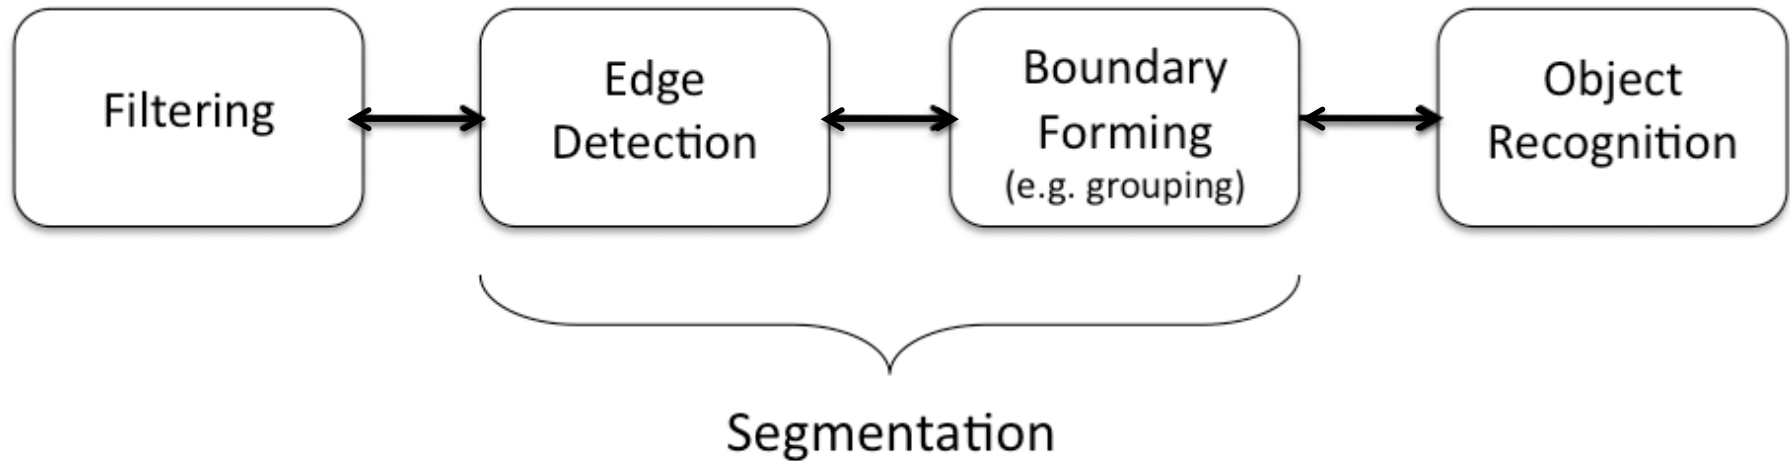 Filtering
Edge
Detection
Boundary
Forming
(e.g. grouping)
Object
Recognition
Segmentation